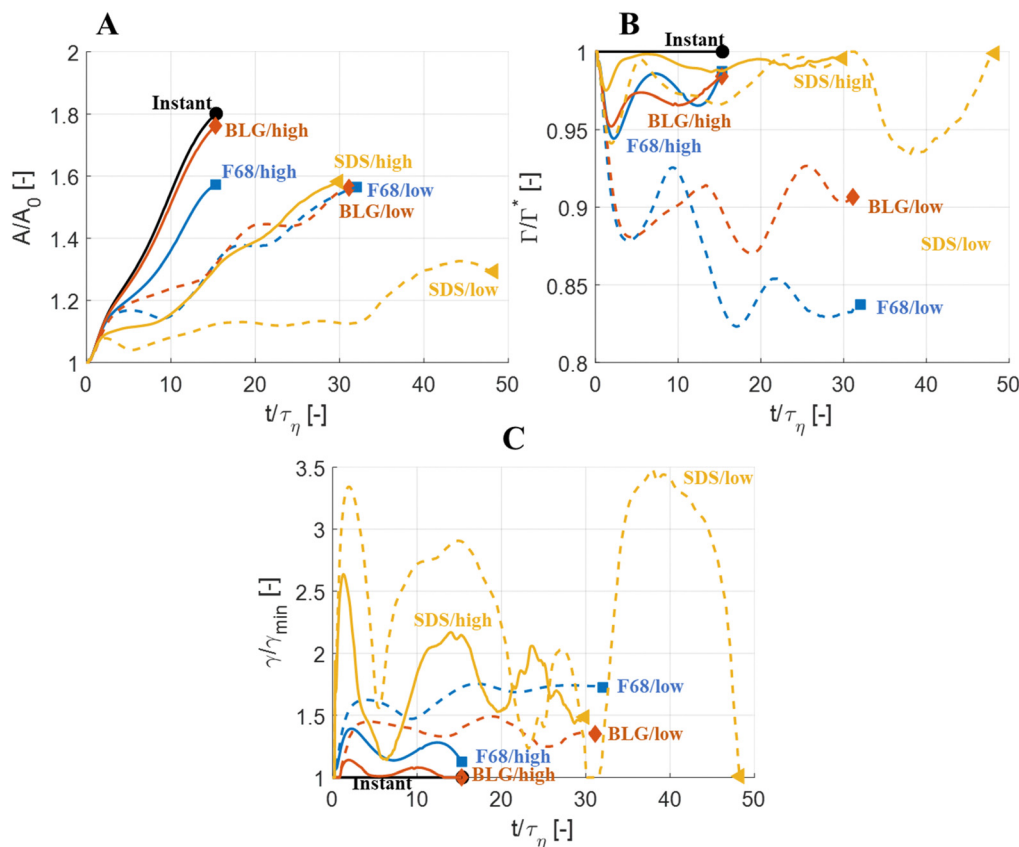 A
2
1.8
1.6
1.4
1.2
1
A/A0 [-]
Instant
BLG/high
F68/high
SDS/high
F68/low
BLG/low
SDS/low
0 10 20 30 40 50
t/τη [-]
B
1
0.95
0.9
0.85
0.8
Γ/Γ* [-]
Instant
SDS/high
BLG/high
F68/high
BLG/low
SDS/low
F68/low
0 10 20 30 40 50
t/τη [-]
C
3.5
3
2.5
2
1.5
1
γ/γmin [-]
SDS/low
SDS/high
F68/low
BLG/low
F68/high
BLG/high
Instant
0 10 20 30 40 50
t/τη [-]